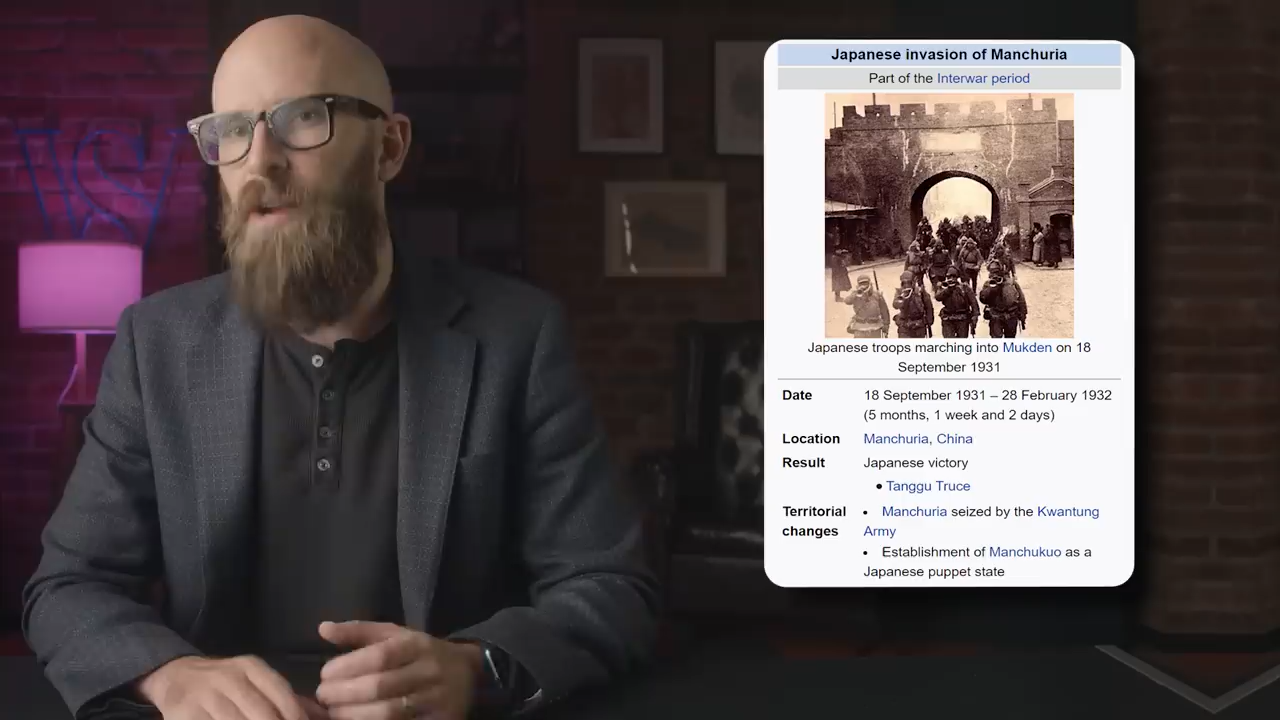 Japanese invasion of Manchuria
Part of the Interwar period
Japanese troops marching into Mukden on 18
September 1931
Date 18 September 1931 – 28 February 1932
(5 months, 1 week and 2 days)
Location Manchuria, China
Result Japanese victory
• Tanggu Truce
Territorial changes • Manchuria seized by the Kwantung
Army
• Establishment of Manchukuo as a
Japanese puppet state